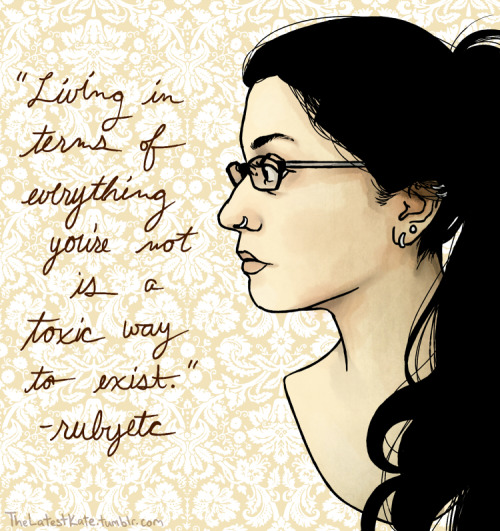 "Living in
terms of
everything
you're not
is a
toxic way
to exist."
-rubyetc
TheLatestKate.tumblr.com